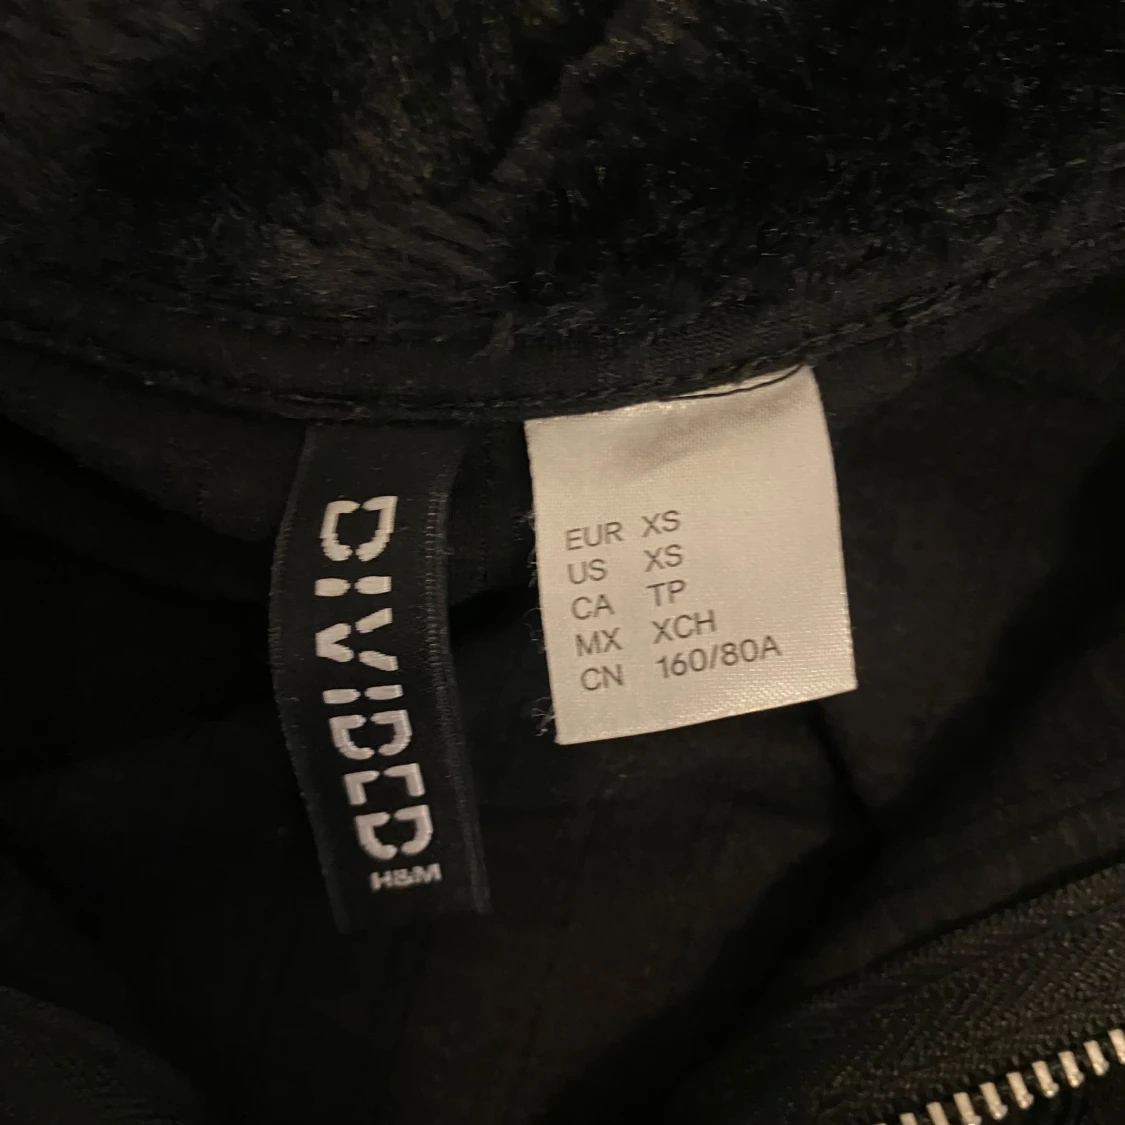 DIVIDED
H&M
EUR XS
US XS
CA TP
MX XCH
CN 160/80A